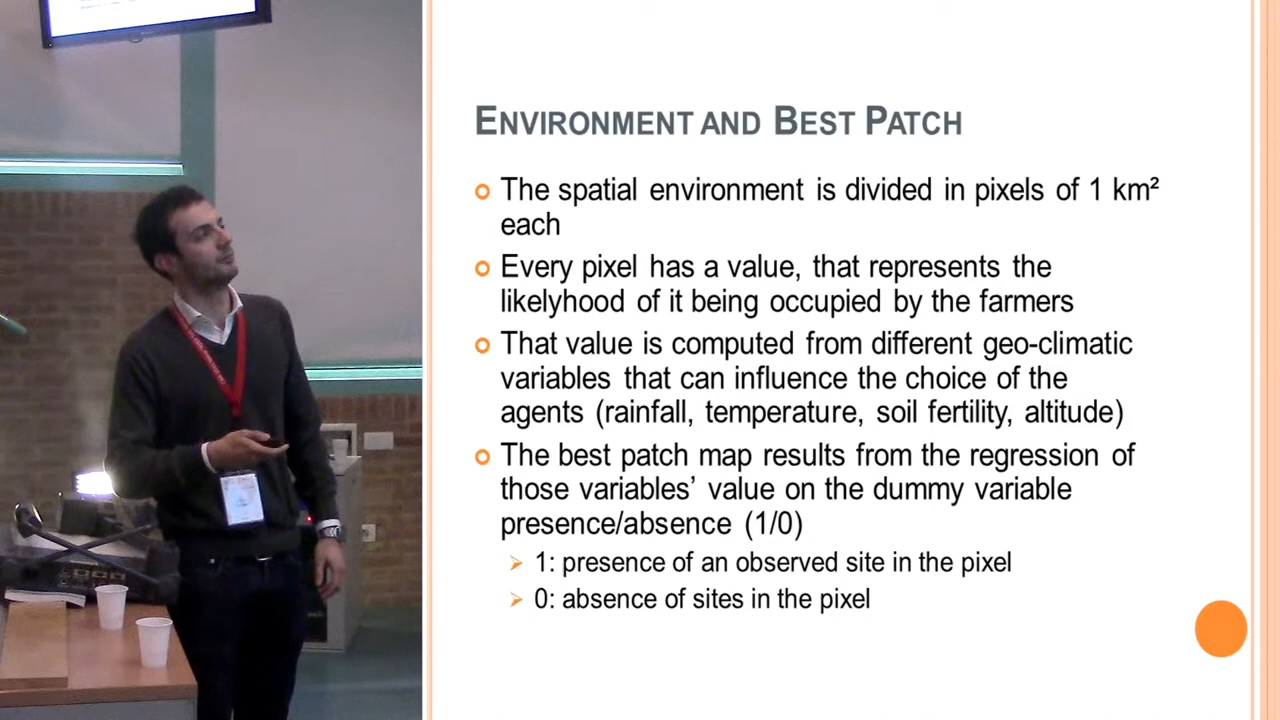 ENVIRONMENT AND BEST PATCH
The spatial environment is divided in pixels of 1 km²
each
Every pixel has a value, that represents the
likelyhood of it being occupied by the farmers
That value is computed from different geo-climatic
variables that can influence the choice of the
agents (rainfall, temperature, soil fertility, altitude)
The best patch map results from the regression of
those variables’ value on the dummy variable
presence/absence (1/0)
1: presence of an observed site in the pixel
0: absence of sites in the pixel